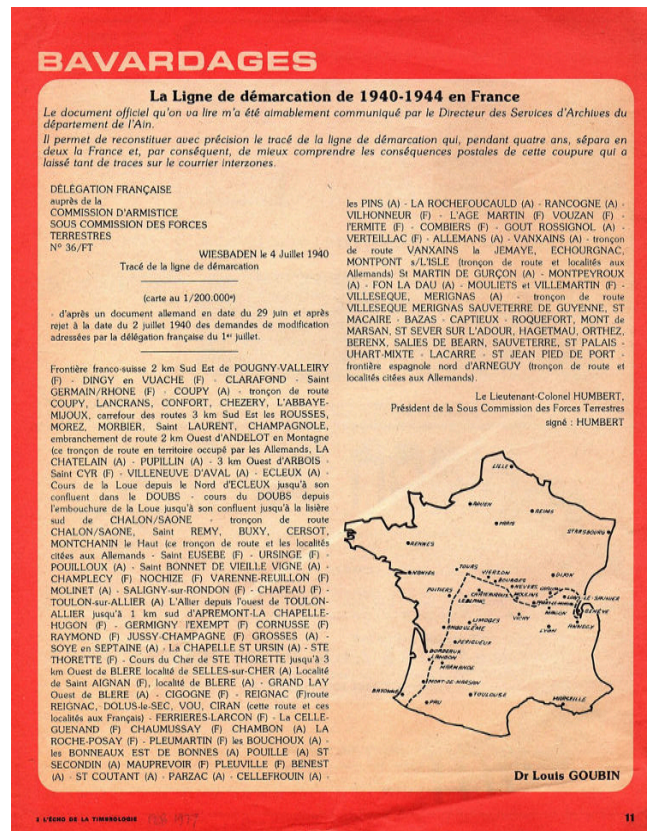 BAVARDAGES
La Ligne de démarcation de 1940-1944 en France
Le document officiel qu'on va lire m'a été aimablement communiqué par le Directeur des Services d'Archives du
département de l'Ain.
Il permet de reconstituer avec précision le tracé de la ligne de démarcation qui, pendant quatre ans, sépara en
deux la France et, par conséquent, de mieux comprendre les conséquences postales de cette coupure qui a
laissé tant de traces sur le courrier interzones.
DÉLÉGATION FRANÇAISE
auprès de la
COMMISSION D'ARMISTICE
SOUS COMMISSION DES FORCES
TERRESTRES
N° 36/FT
WIESBADEN le 4 Juillet 1940
Tracé de la ligne de démarcation
(carte au 1/200.000e)
- d'après un document allemand en date du 29 juin et après
rejet à la date du 2 juillet 1940 des demandes de modification
adressées par la délégation française du 1er juillet.
Frontière franco-suisse 2 km Sud Est de POUGNY-VALLEIRY
(F) - DINGY en VUACHE (F) - CLARAFOND - Saint
GERMAIN/RHONE (F) - COUPY (A) - tronçon de route
COUPY, LANCRANS, CONFORT, CHEZERY, L'ABBAYE-
MIJOUX, carrefour des routes 3 km Sud Est les ROUSSES,
MOREZ, MORBIER, Saint LAURENT, CHAMPAGNOLE,
embranchement de route 2 km Ouest d'ANDELOT en Montagne
(ce tronçon de route en territoire occupé par les Allemands, LA
CHATELAIN (A) - PUPILLIN (A) - 3 km Ouest d'ARBOIS -
Saint CYR (F) - VILLENEUVE D'AVAL (A) - ECLEUX (A) -
Cours de la Loue depuis le Nord d'ECLEUX jusqu'à son
confluent dans le DOUBS - cours du DOUBS depuis
l'embouchure de la Loue jusqu'à son confluent jusqu'à la lisière
sud de CHALON/SAONE - tronçon de route
CHALON/SAONE, Saint REMY, BUXY, CERSOT,
MONTCHANIN le Haut (ce tronçon de route et les localités
citées aux Allemands - Saint EUSEBE (F) - URSINGE (F) -
POUILLOUX (A) - Saint BONNET DE VIEILLE VIGNE (A) -
CHAMPLECY (F) NOCHIZE (F) VARENNE-REUILLON (F)
MOLINET (A) - SALIGNY-sur-RONDON (F) - CHAPEAU (F) -
TOULON-sur-ALLIER (A) L'Allier depuis l'ouest de TOULON-
ALLIER jusqu'à 1 km sud d'APREMONT-LA CHAPELLE-
HUGON (F) - GERMIGNY l'EXEMPT (F) CORNUSSE (F)
RAYMOND (F) JUSSY-CHAMPAGNE (F) GROSSES (A) -
SOYE en SEPTAINE (A) - La CHAPELLE ST URSIN (A) - STE
THORETTE (F) - Cours du Cher de STE THORETTE jusqu'à 3
km Ouest de BLERE localité de SELLES-sur-CHER (A) Localité
de Saint AIGNAN (F), localité de BLERE (A) - GRAND LAY
Ouest de BLERE (A) - CIGOGNE (F) - REIGNAC (F)route
REIGNAC, DOLUS-le-SEC, VOU, CIRAN (cette route et ces
localités aux Français) - FERRIERES-LARCON (F) - La CELLE-
GUENAND (F) CHAUMUSSAY (F) CHAMBON (A) LA
ROCHE-POSAY (F) - PLEUMARTIN (F) les BOUCHOUX (A) -
les BONNEAUX EST DE BONNES (A) POUILLE (A) ST
SECONDIN (A) MAUPREVOIR (F) PLEUVILLE (F) BENEST
(A) - ST COUTANT (A) - PARZAC (A) - CELLEFROUIN (A) -
les PINS (A) - LA ROCHEFOUCAULD (A) - RANCOGNE (A) -
VILHONNEUR (F) - L'AGE MARTIN (F) VOUZAN (F) -
l'ERMITE (F) - COMBIERS (F) - GOUT ROSSIGNOL (A) -
VERTEILLAC (F) - ALLEMANS (A) - VANXAINS (A) - tronçon
de route VANXAINS la JEMAYE, ECHOURGNAC,
MONTPONT s/L'ISLE (tronçon de route et localités aux
Allemands) St MARTIN DE GURÇON (A) - MONTPEYROUX
(A) - FON LA DAU (A) - MOULIETS et VILLEMARTIN (F) -
VILLESEQUE, MERIGNAS (A) - tronçon de route
VILLESEQUE MERIGNAS SAUVETERRE DE GUYENNE, ST
MACAIRE - BAZAS - CAPTIEUX - ROQUEFORT, MONT de
MARSAN, ST SEVER SUR L'ADOUR, HAGETMAU, ORTHEZ,
BERENX, SALIES DE BEARN, SAUVETERRE, ST PALAIS -
UHART-MIXTE - LACARRE - ST JEAN PIED DE PORT -
frontière espagnole nord d'ARNEGUY (tronçon de route et
localités citées aux Allemands).
Le Lieutenant-Colonel HUMBERT,
Président de la Sous Commission des Forces Terrestres
signé : HUMBERT
LILLE
ROUEN
REIMS
PARIS
STRASBOURG
RENNES
NANTES
TOURS
VIERZON
BOURGES
DIJON
NEVERS
POITIERS
LE BLANC
CHATEAUROUX
MOULINS
LONS-LE-SAUNIER
MACON
GENEVE
VICHY
ANNECY
LIMOGES
LYON
ANGOULÊME
PERIGUEUX
BORDEAUX
LANGON
MARMANDE
MONT-DE-MARSAN
BAYONNE
TOULOUSE
MARSEILLE
PAU
Dr Louis GOUBIN
2 L'ÉCHO DE LA TIMBROLOGIE
11